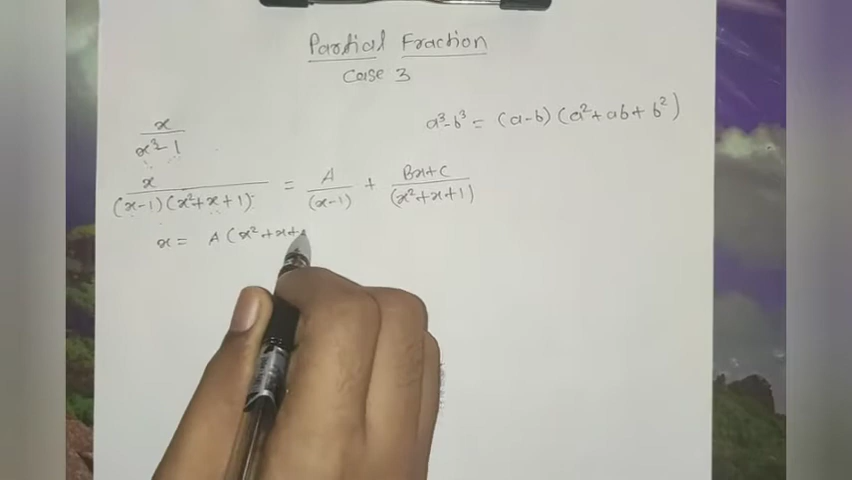 Partial Fraction
Case 3
a³-b³ = (a-b) (a²+ab+b²)
x/(x³-1)
x/((x-1)(x²+x+1)) = A/(x-1) + (Bx+C)/(x²+x+1)
x = A(x²+x+